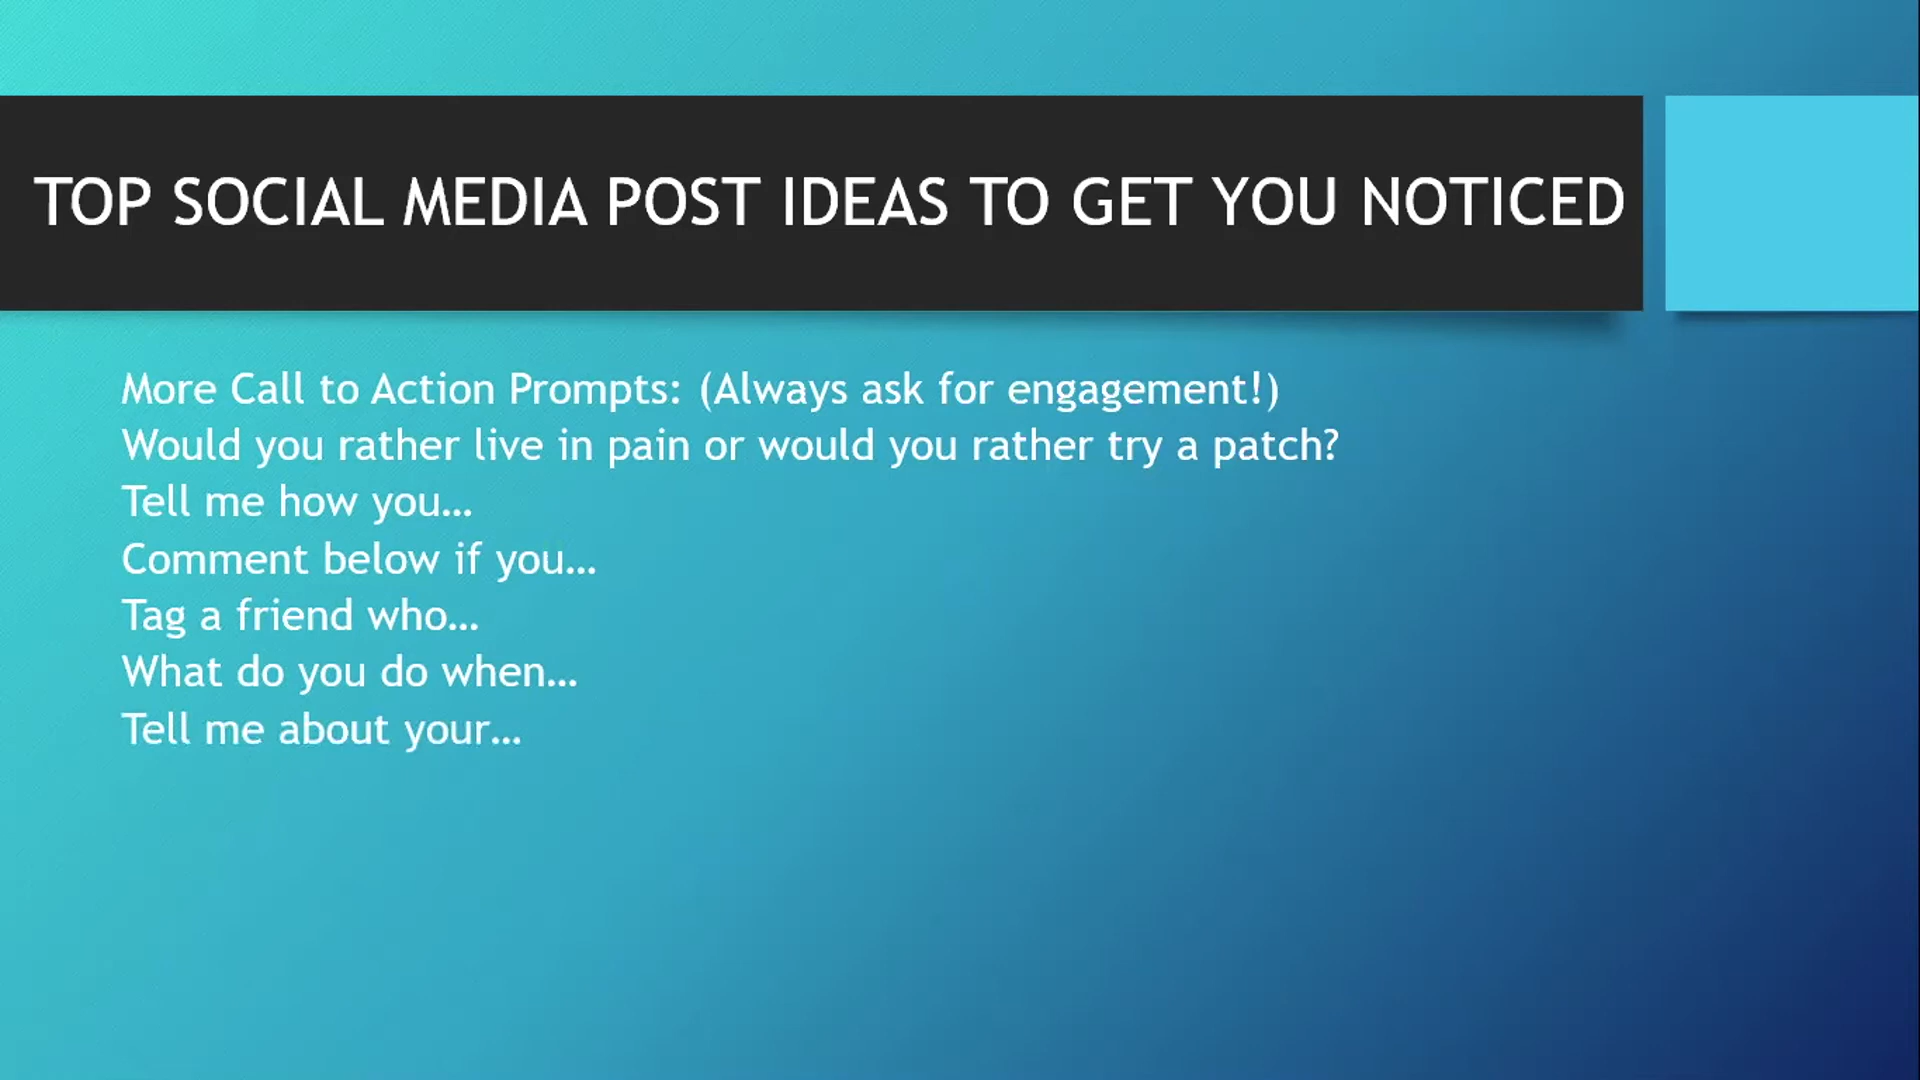 TOP SOCIAL MEDIA POST IDEAS TO GET YOU NOTICED
More Call to Action Prompts: (Always ask for engagement!)
Would you rather live in pain or would you rather try a patch?
Tell me how you…
Comment below if you…
Tag a friend who…
What do you do when…
Tell me about your…